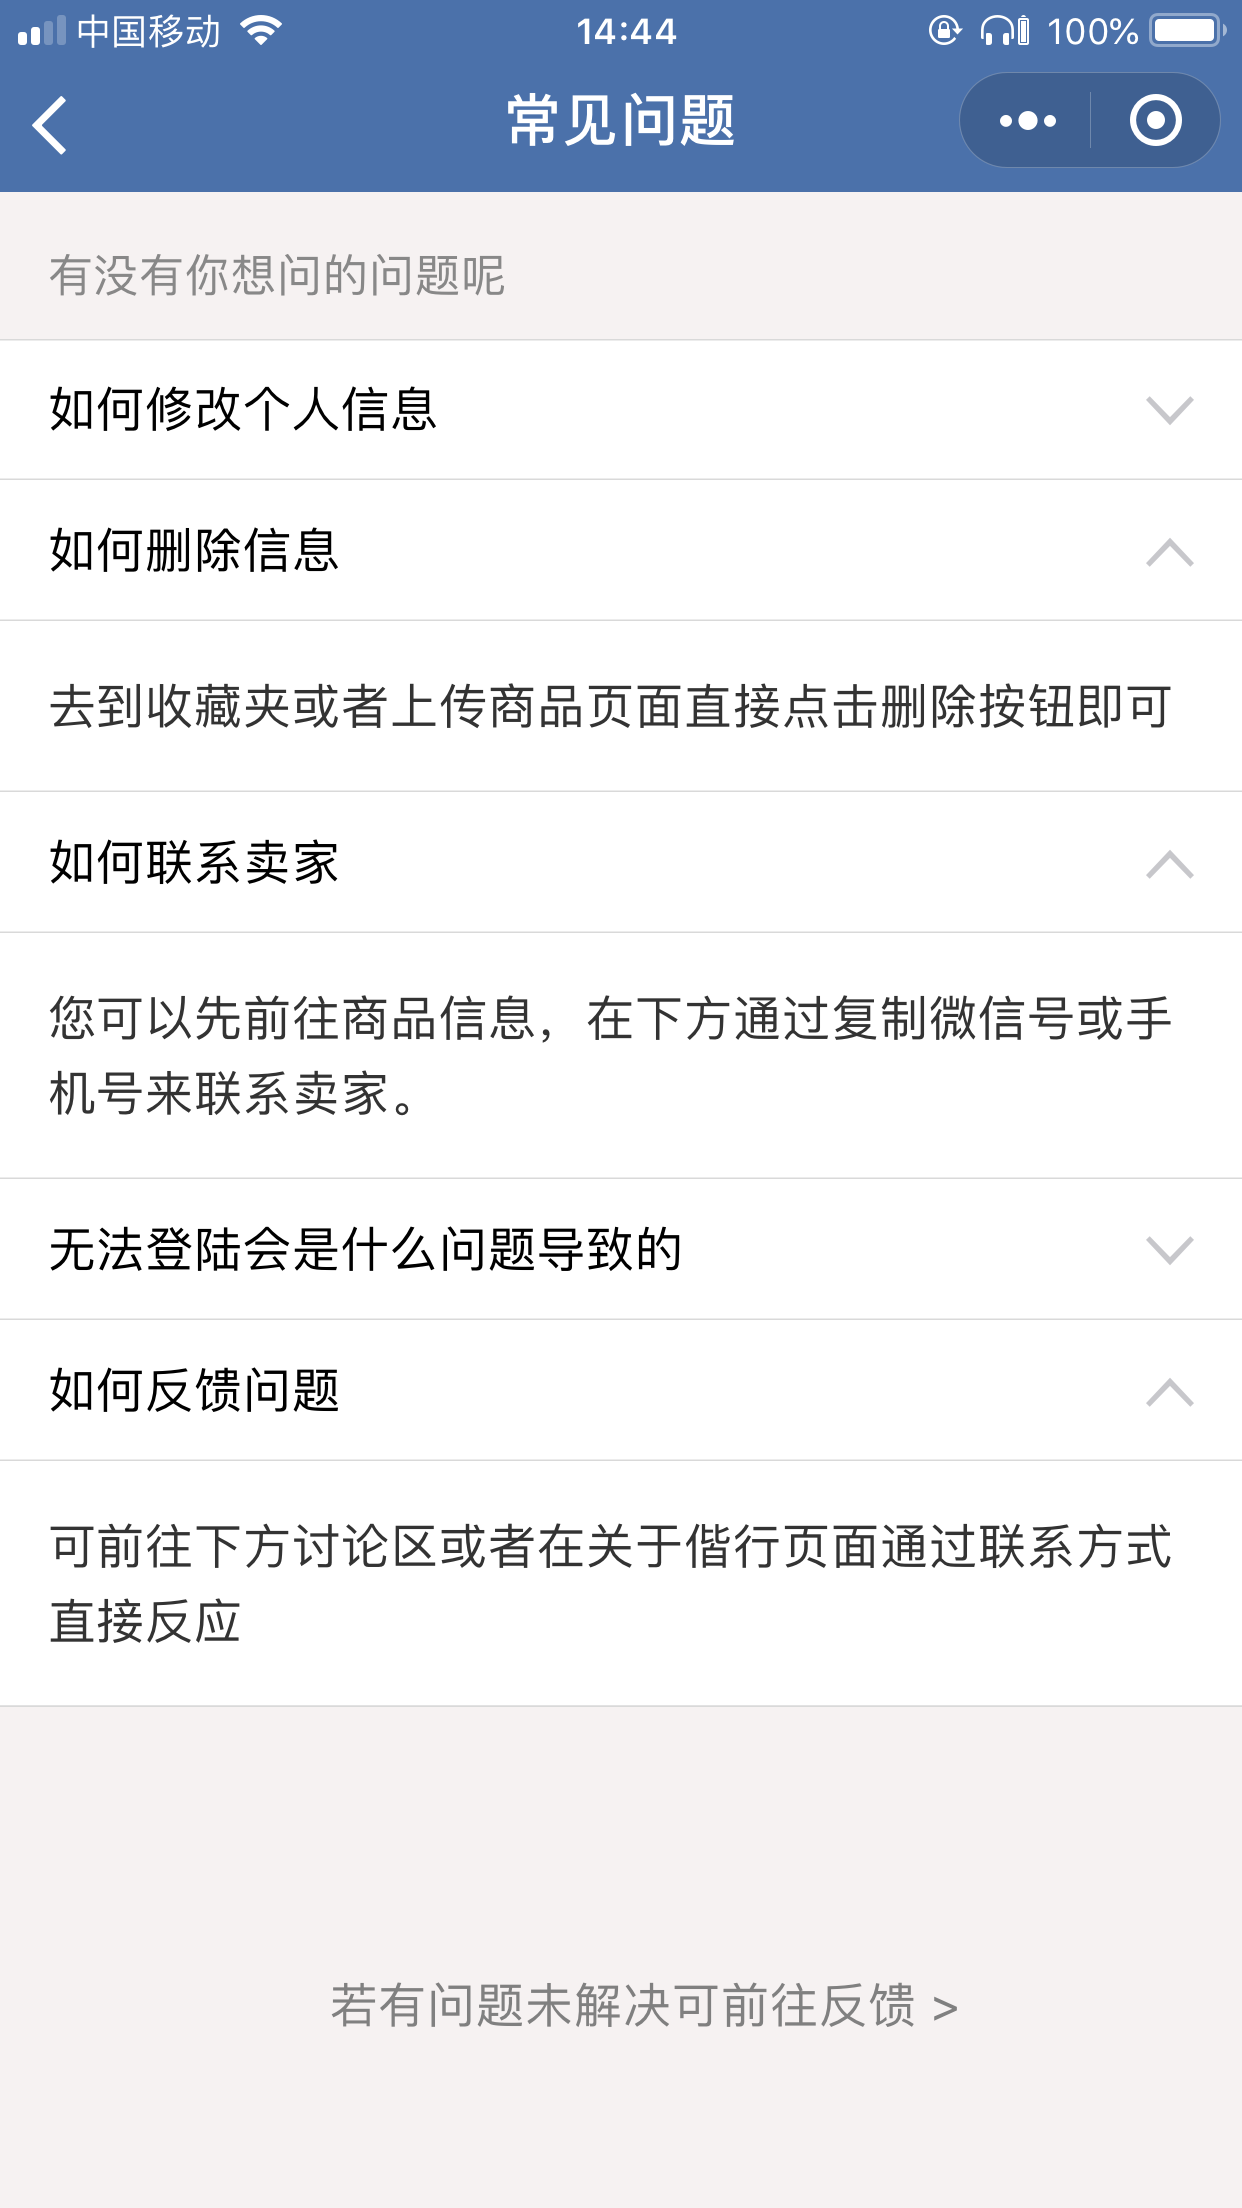 中国移动
14:44
100%
常见问题
有没有你想问的问题呢
如何修改个人信息
如何删除信息
去到收藏夹或者上传商品页面直接点击删除按钮即可
如何联系卖家
您可以先前往商品信息，在下方通过复制微信号或手
机号来联系卖家。
无法登陆会是什么问题导致的
如何反馈问题
可前往下方讨论区或者在关于偕行页面通过联系方式
直接反应
若有问题未解决可前往反馈 >